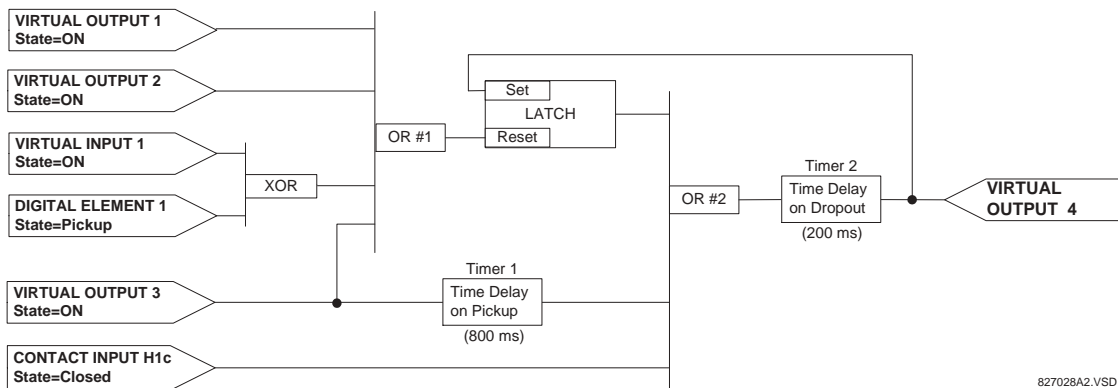 VIRTUAL OUTPUT 1
State=ON
VIRTUAL OUTPUT 2
State=ON
VIRTUAL INPUT 1
State=ON
DIGITAL ELEMENT 1
State=Pickup
VIRTUAL OUTPUT 3
State=ON
CONTACT INPUT H1c
State=Closed
XOR
OR #1
Set
LATCH
Reset
Timer 1
Time Delay
on Pickup
(800 ms)
OR #2
Timer 2
Time Delay
on Dropout
(200 ms)
VIRTUAL
OUTPUT 4
827028A2.VSD